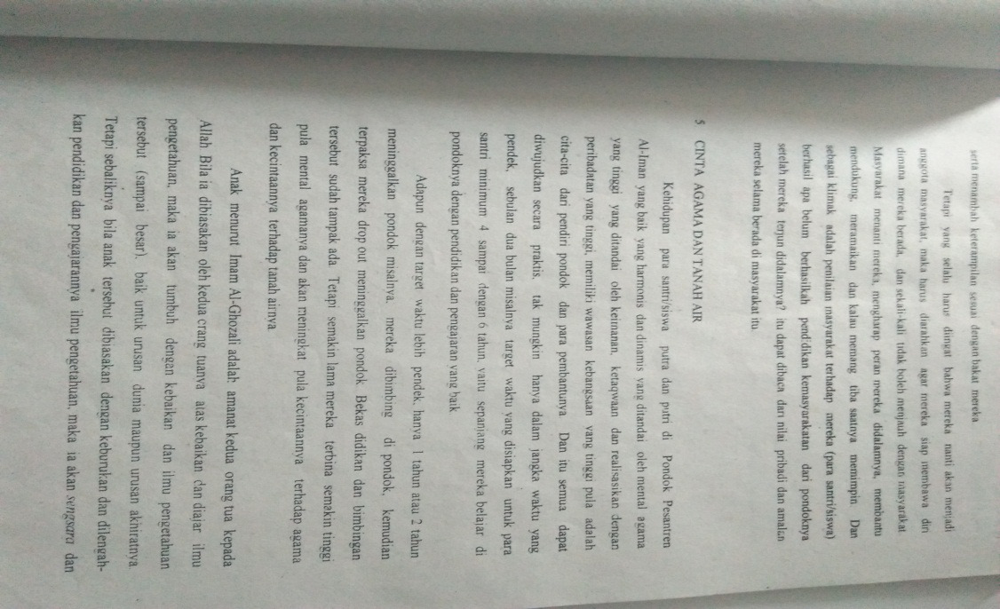 serta menambah keterampilan sesuai dengan bakat mereka.
Tetapi yang selalu harus diingat bahwa mereka nanti akan menjadi
anggota masyarakat, maka harus diarahkan agar mereka siap membawa diri
dimana mereka berada, dan sekali-kali tidak boleh menjauh dengan masyarakat
Masyarakat menanti mereka, mengharap peran mereka didalamnya, membantu
mendukung, meramaikan dan kalau memang tiba saatnya memimpin. Dan
sebagai klimak adalah penilaian masyarakat terhadap mereka (para santri/siswa)
berhasil apa belum berhasilkah pendidikan kemasyarakatan dari pondoknya
setelah mereka terjun didalamnya? itu dapat dibaca dari nilai pribadi dan amalan
mereka selama berada di masyarakat itu
5 CINTA AGAMA DAN TANAH AIR
Kehidupan para santri/siswa putra dan putri di Pondok Pesantren
Al-Iman yang baik yang harmonis dan dinamis yang ditandai oleh mental agama
yang tinggi yang ditandai oleh keimanan, ketaqwaan dan realisasikan dengan
peribadatan yang tinggi, memiliki wawasan kebangsaan yang tinggi pula adalah
cita-cita dari pendiri pondok dan para pembantunya Dan itu semua dapat
diwujudkan secara praktis, tak mungkin hanya dalam jangka waktu yang
pendek, sebulan dua bulan misalnya target waktu yang disiapkan untuk para
santri minimum 4 sampai dengan 6 tahun, yaitu sepanjang mereka belajar di
pondoknya dengan pendidikan dan pengajaran yang baik
Adapun dengan target waktu lebih pendek, hanya 1 tahun atau 2 tahun
meninggalkan pondok misalnya, mereka dibimbing di pondok, kemudian
terpaksa mereka drop out meninggalkan pondok. Bekas didikan dan bimbingan
tersebut sudah tampak ada. Tetapi semakin lama mereka terbina semakin tinggi
pula mental agamanya dan akan meningkat pula kecintaannya terhadap agama
dan kecintaannya terhadap tanah airnya
Anak menurut Imam Al-Ghozali adalah amanat kedua orang tua kepada
Allah Bila ia dibiasakan oleh kedua orang tuanya atas kebaikan dan diajar ilmu
pengetahuan, maka ia akan tumbuh dengan kebaikan dan ilmu pengetahuan
tersebut (sampai besar), baik untuk urusan dunia maupun urusan akhiratnya.
Tetapi sebaliknya bila anak tersebut dibiasakan dengan keburukan dan dilengah-
kan pendidikan dan pengajarannya ilmu pengetahuan, maka ia akan sengsara dan